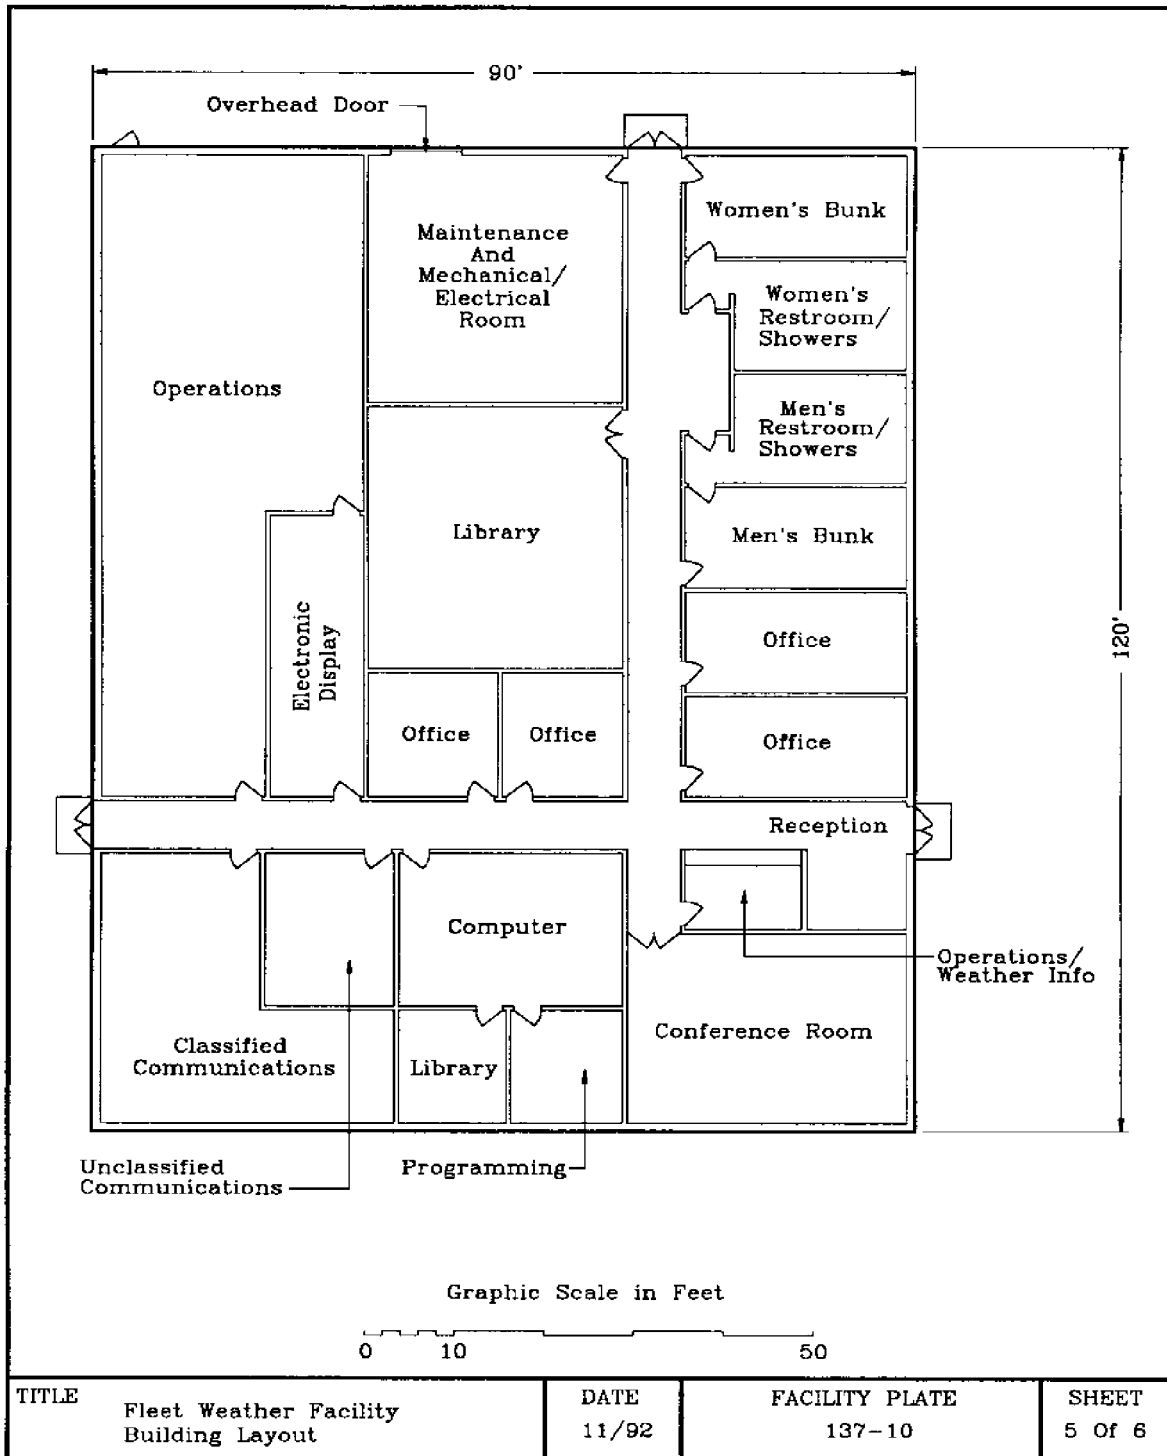 90'
Overhead Door
Women's Bunk
Maintenance
And
Mechanical/
Electrical
Room
Women's
Restroom/
Showers
Operations
Men's
Restroom/
Showers
Library
Men's Bunk
Electronic
Display
Office
120'
Office
Office
Office
Reception
Computer
Operations/
Weather Info
Conference Room
Classified
Communications
Library
Unclassified
Communications
Programming
Graphic Scale in Feet
0 10 50
TITLE
Fleet Weather Facility
Building Layout
DATE
11/92
FACILITY PLATE
137-10
SHEET
5 Of 6